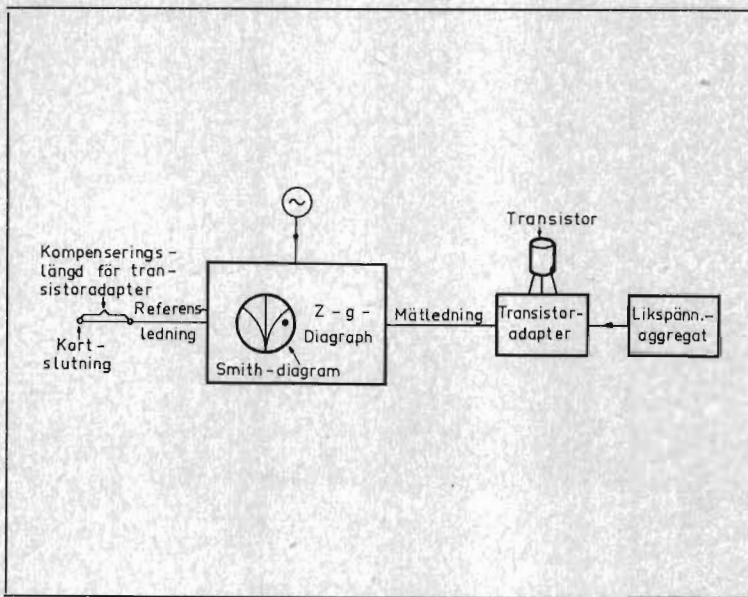 Transistor
Kompenserings-
längd för tran-
sistoradapter
Referens-
ledning
Kort-
slutning
Z-g-
Diagraph
Smith-diagram
Mätledning
Transistor-
adapter
Likspänn.-
aggregat